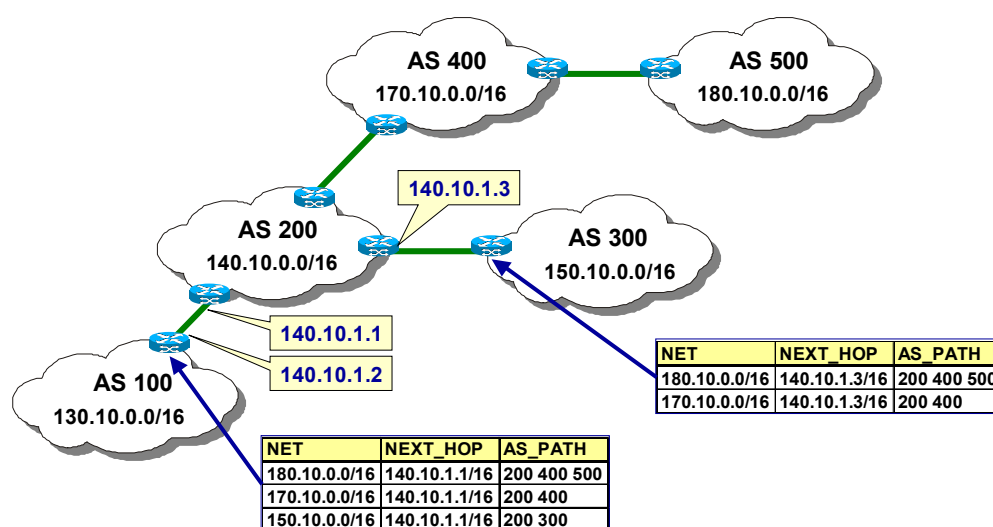 AS 400
170.10.0.0/16
AS 500
180.10.0.0/16
140.10.1.3
AS 200
140.10.0.0/16
AS 300
150.10.0.0/16
140.10.1.1
140.10.1.2
AS 100
130.10.0.0/16
NET NEXT_HOP AS_PATH
180.10.0.0/16 140.10.1.3/16 200 400 500
170.10.0.0/16 140.10.1.3/16 200 400
NET NEXT_HOP AS_PATH
180.10.0.0/16 140.10.1.1/16 200 400 500
170.10.0.0/16 140.10.1.1/16 200 400
150.10.0.0/16 140.10.1.1/16 200 300